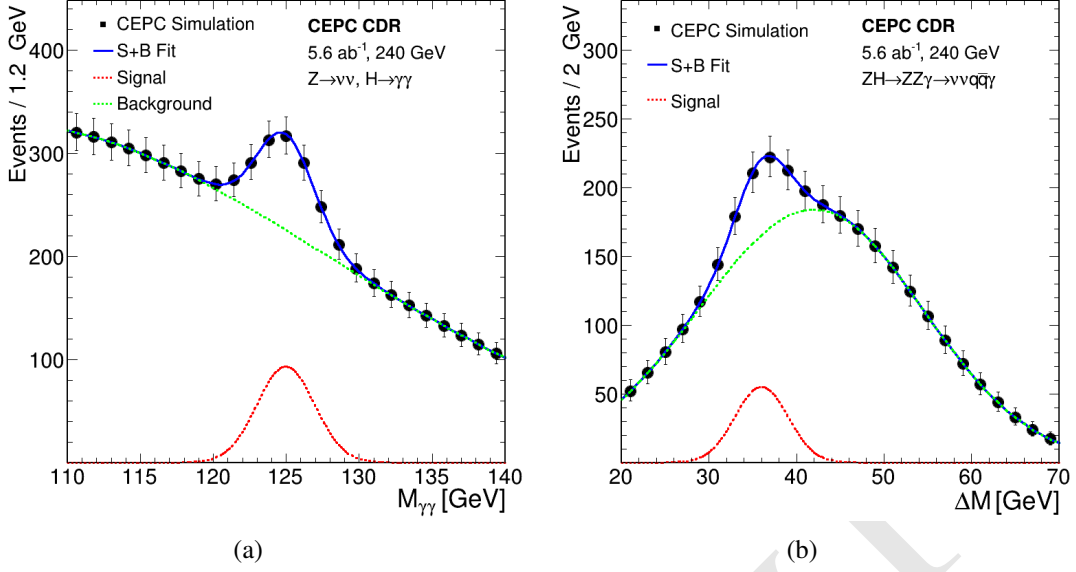 CEPC Simulation
S+B Fit
Signal
Background
CEPC CDR
5.6 ab⁻¹, 240 GeV
Z→νν, H→γγ
Events / 1.2 GeV
400
300
200
100
110 115 120 125 130 135 140
M_γγ [GeV]
(a)
CEPC Simulation
S+B Fit
Signal
CEPC CDR
5.6 ab⁻¹, 240 GeV
ZH→ZZγ→ννqq̅γ
Events / 2 GeV
300
250
200
150
100
50
20 30 40 50 60 70
ΔM [GeV]
(b)